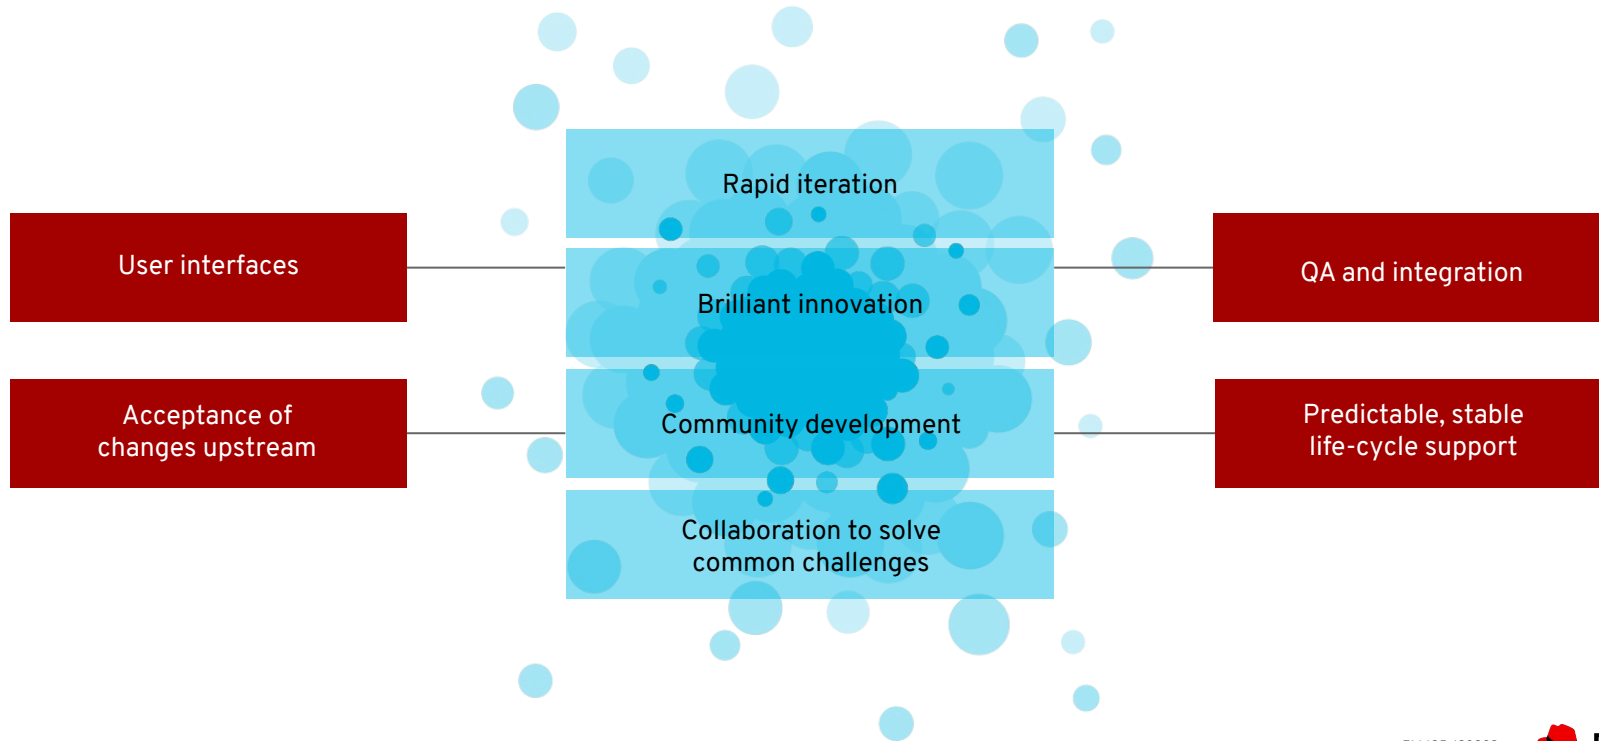 Rapid iteration
User interfaces
QA and integration
Brilliant innovation
Acceptance of
changes upstream
Community development
Predictable, stable
life-cycle support
Collaboration to solve
common challenges